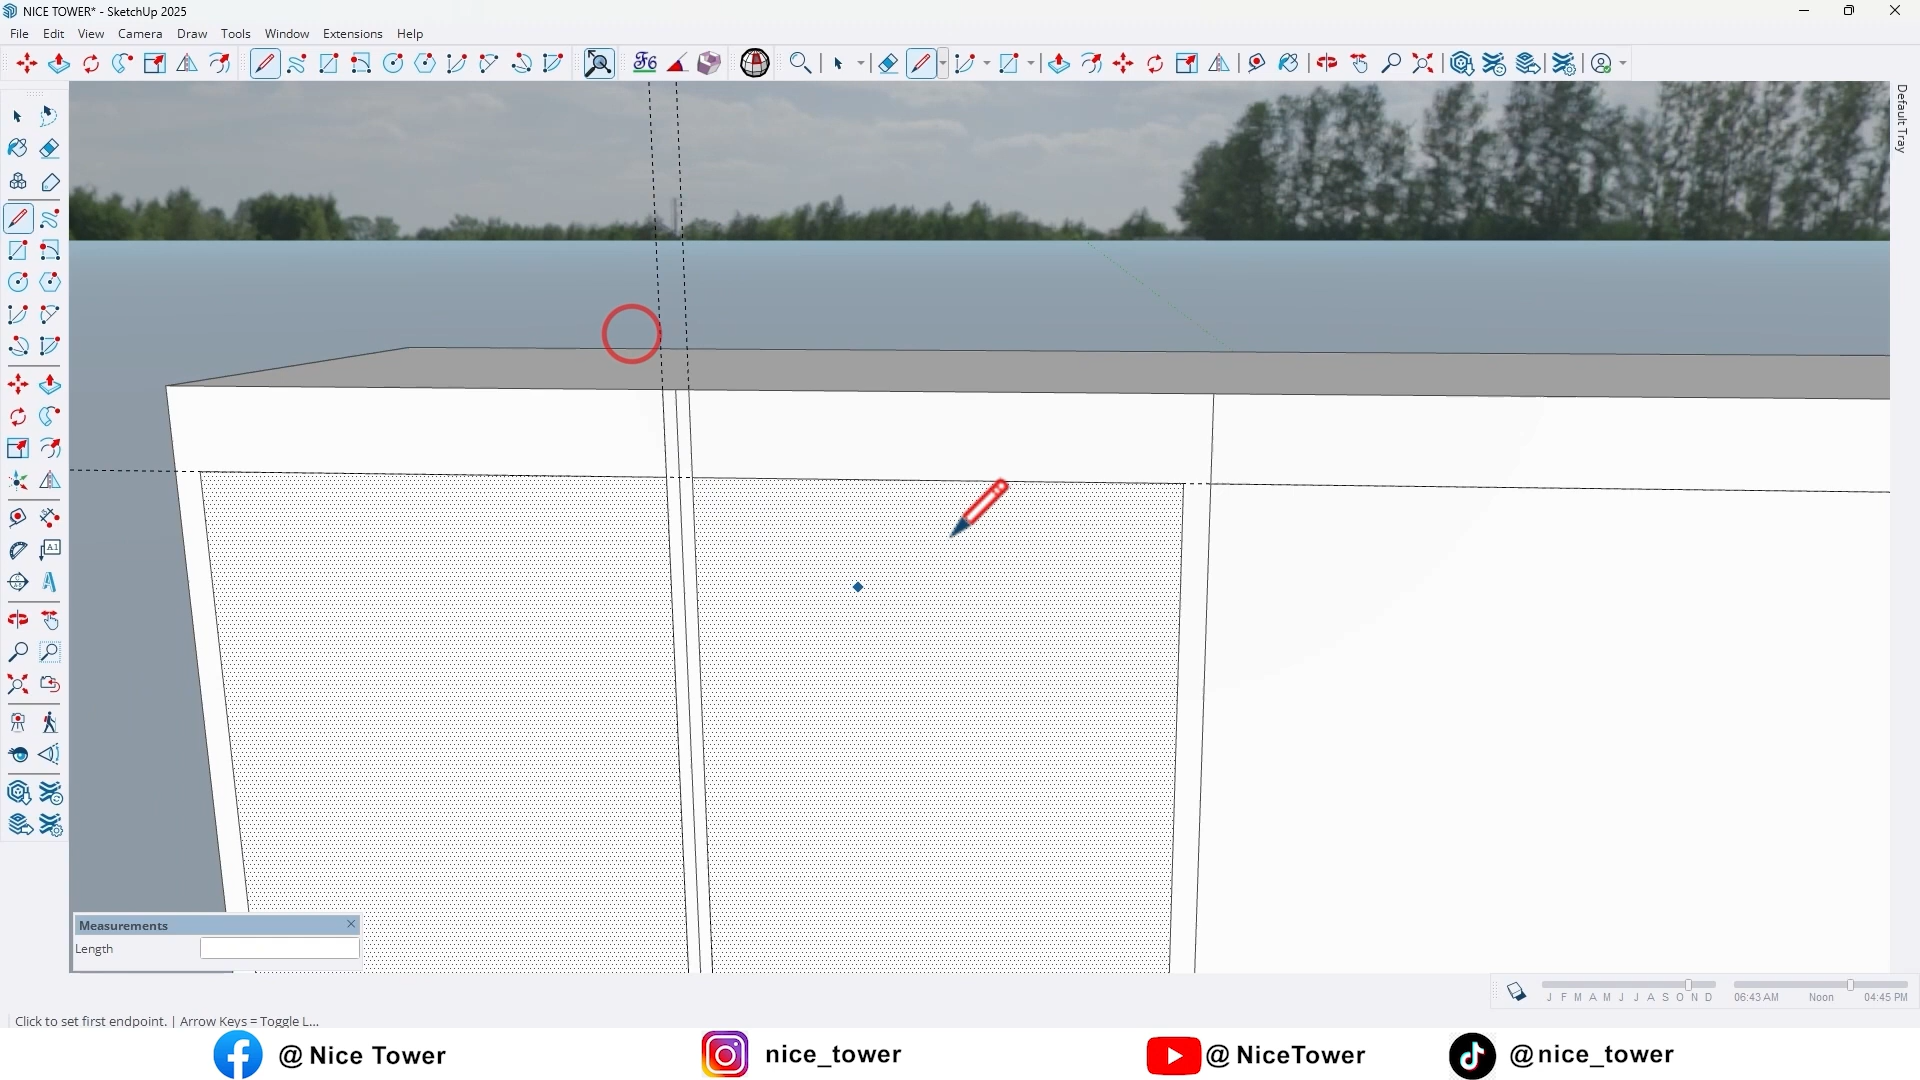 NICE TOWER* - SketchUp 2025
File Edit View Camera Draw Tools Window Extensions Help
Default Tray
A1
Measurements
Length
J F M A M J J A S O N D
06:43 AM Noon 04:45 PM
Click to set first endpoint. | Arrow Keys = Toggle L...
@ Nice Tower
nice_tower
@ NiceTower
@nice_tower